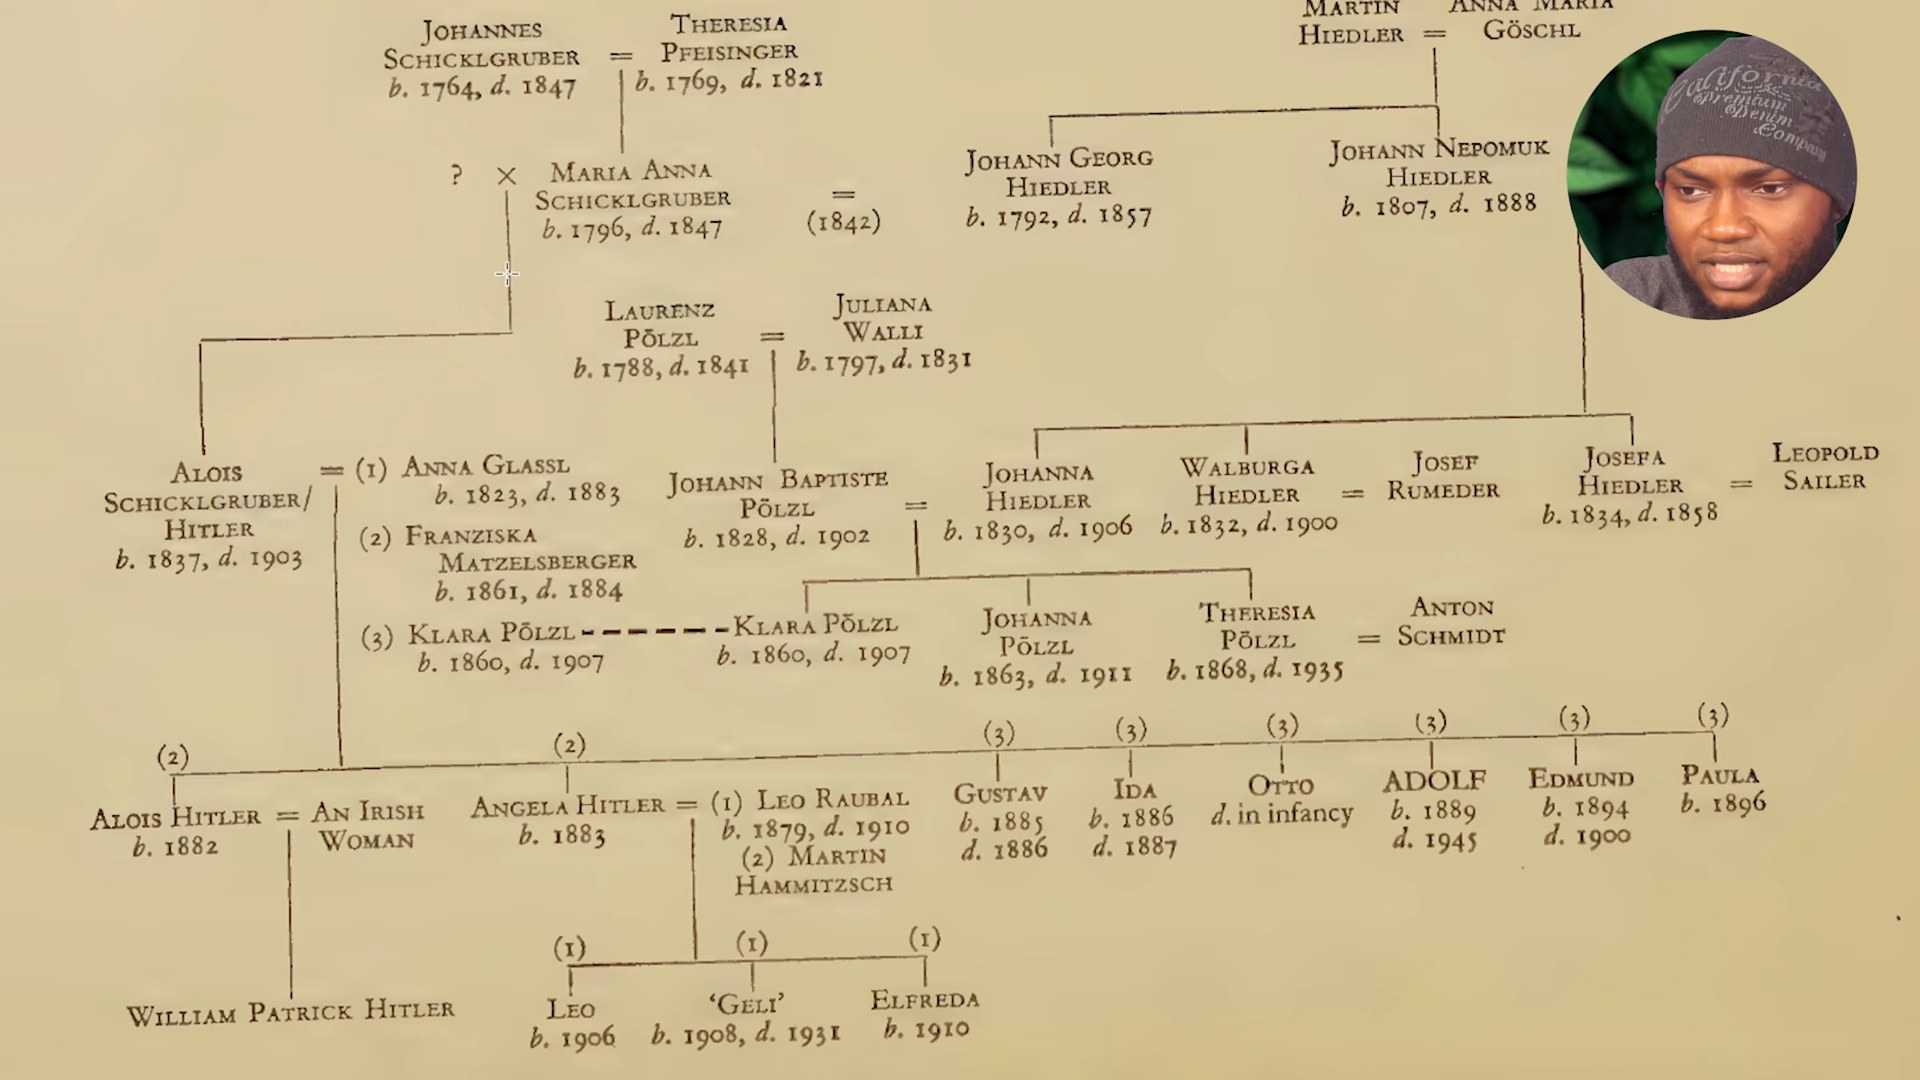 Johannes
Schicklgruber
b. 1764, d. 1847
=
Theresia
Pfeisinger
b. 1769, d. 1821
Martin
Hiedler
=
Anna Maria
Göschl
?
×
Maria Anna
Schicklgruber
b. 1796, d. 1847
=
(1842)
Johann Georg
Hiedler
b. 1792, d. 1857
Johann Nepomuk
Hiedler
b. 1807, d. 1888
California
Premium
Denim
Company
Laurenz
Pölzl
b. 1788, d. 1841
=
Juliana
Walli
b. 1797, d. 1831
Alois
Schicklgruber/
Hitler
b. 1837, d. 1903
=
(1) Anna Glassl
b. 1823, d. 1883
(2) Franziska
Matzelsberger
b. 1861, d. 1884
(3) Klara Pölzl
b. 1860, d. 1907
Johann Baptiste
Pölzl
b. 1828, d. 1902
=
Johanna
Hiedler
b. 1830, d. 1906
Walburga
Hiedler
b. 1832, d. 1900
=
Josef
Rumeder
Josefa
Hiedler
b. 1834, d. 1858
=
Leopold
Sailer
Klara Pölzl
b. 1860, d. 1907
Johanna
Pölzl
b. 1863, d. 1911
Theresia
Pölzl
b. 1868, d. 1935
=
Anton
Schmidt
(2)
Alois Hitler
b. 1882
=
An Irish
Woman
(2)
Angela Hitler
b. 1883
=
(1) Leo Raubal
b. 1879, d. 1910
(2) Martin
Hammitzsch
(3)
Gustav
b. 1885
d. 1886
(3)
Ida
b. 1886
d. 1887
(3)
Otto
d. in infancy
(3)
ADOLF
b. 1889
d. 1945
(3)
Edmund
b. 1894
d. 1900
(3)
Paula
b. 1896
William Patrick Hitler
(1)
Leo
b. 1906
(1)
‘Geli’
b. 1908, d. 1931
(1)
Elfreda
b. 1910